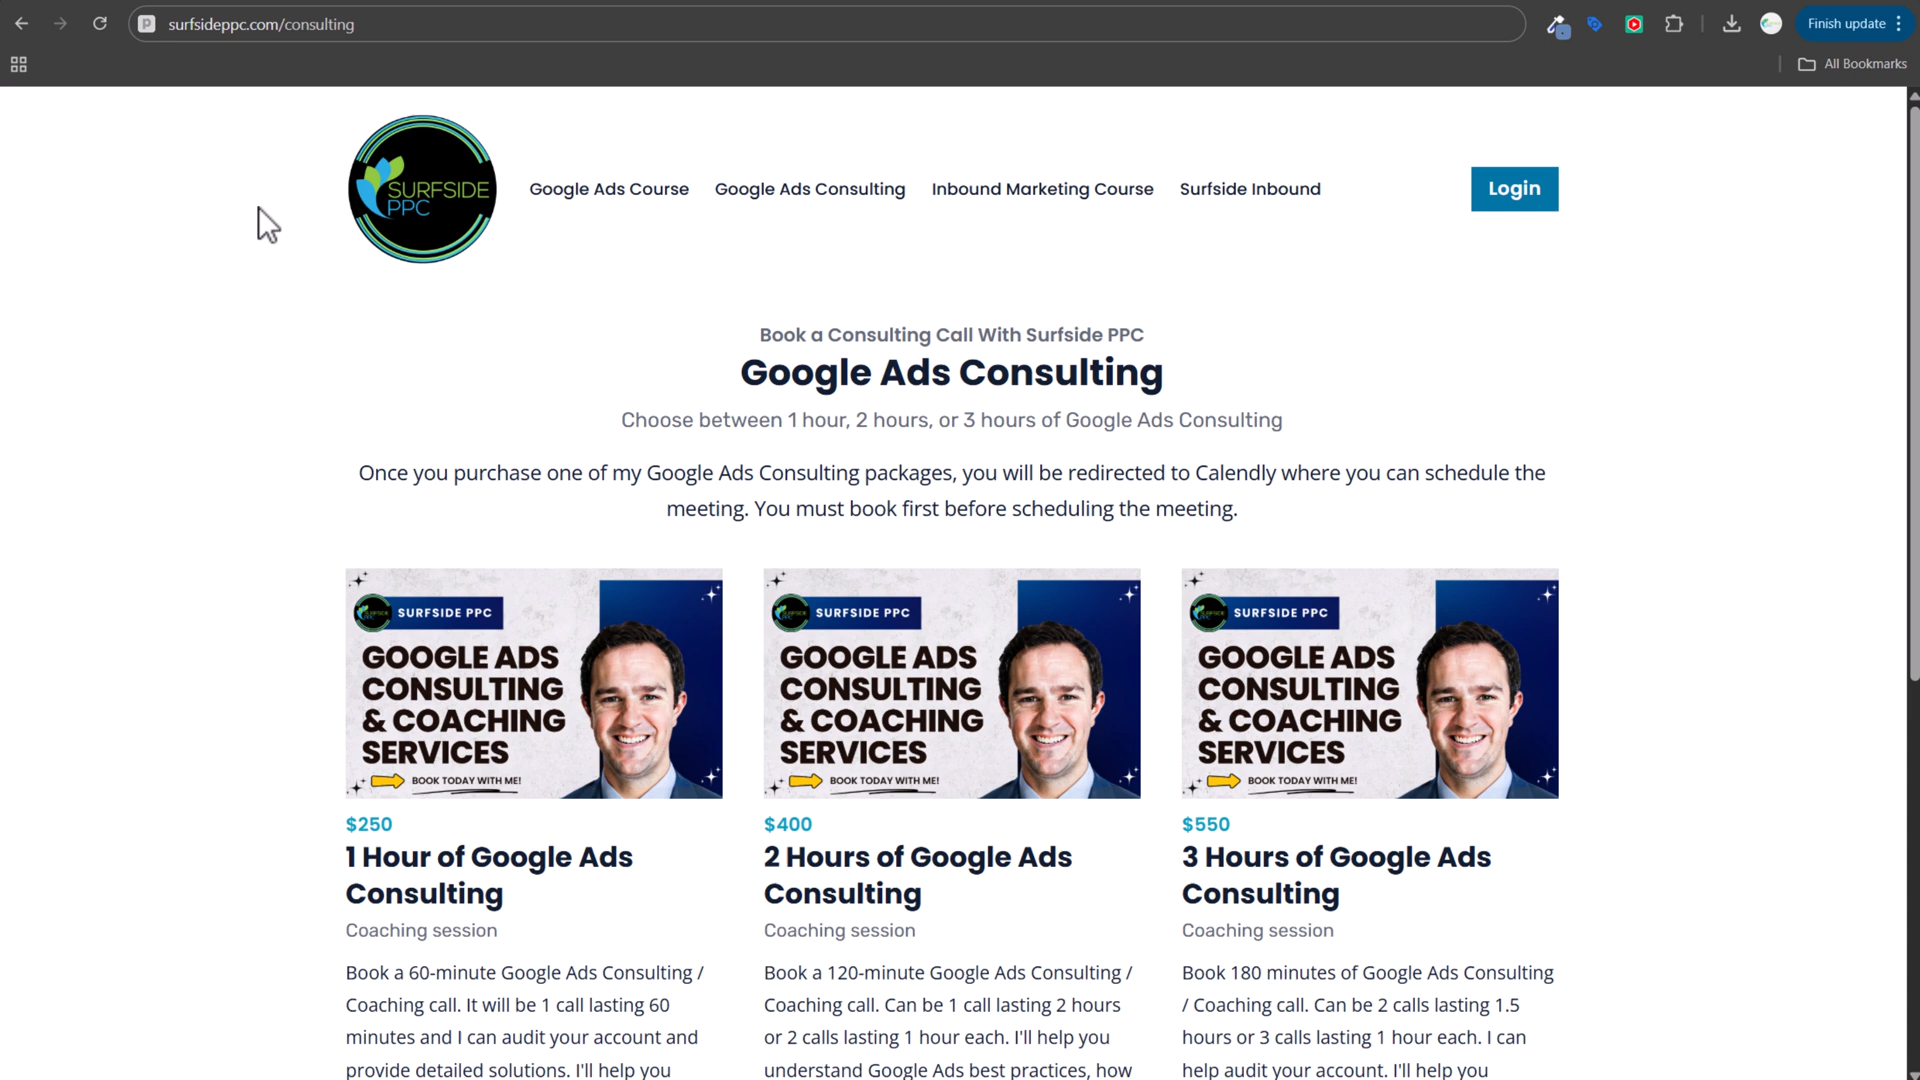 surfsideppc.com/consulting
Finish update
All Bookmarks
SURFSIDE
PPC
Google Ads Course
Google Ads Consulting
Inbound Marketing Course
Surfside Inbound
Login
Book a Consulting Call With Surfside PPC
Google Ads Consulting
Choose between 1 hour, 2 hours, or 3 hours of Google Ads Consulting
Once you purchase one of my Google Ads Consulting packages, you will be redirected to Calendly where you can schedule the
meeting. You must book first before scheduling the meeting.
SURFSIDE PPC
GOOGLE ADS
CONSULTING
& COACHING
SERVICES
BOOK TODAY WITH ME!
$250
1 Hour of Google Ads
Consulting
Coaching session
Book a 60-minute Google Ads Consulting /
Coaching call. It will be 1 call lasting 60
minutes and I can audit your account and
provide detailed solutions. I'll help you
SURFSIDE PPC
GOOGLE ADS
CONSULTING
& COACHING
SERVICES
BOOK TODAY WITH ME!
$400
2 Hours of Google Ads
Consulting
Coaching session
Book a 120-minute Google Ads Consulting /
Coaching call. Can be 1 call lasting 2 hours
or 2 calls lasting 1 hour each. I'll help you
understand Google Ads best practices, how
SURFSIDE PPC
GOOGLE ADS
CONSULTING
& COACHING
SERVICES
BOOK TODAY WITH ME!
$550
3 Hours of Google Ads
Consulting
Coaching session
Book 180 minutes of Google Ads Consulting
/ Coaching call. Can be 2 calls lasting 1.5
hours or 3 calls lasting 1 hour each. I can
help audit your account. I'll help you